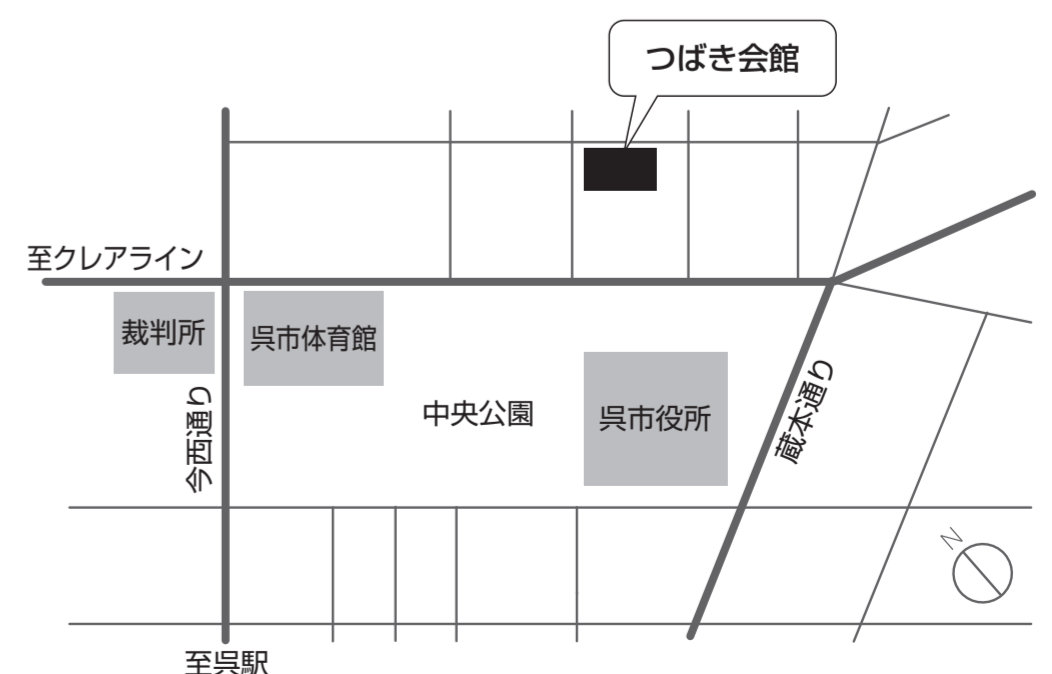 つばき会館
至クレアライン
裁判所
呉市体育館
中央公園
呉市役所
今西通り
蔵本通り
N
至呉駅